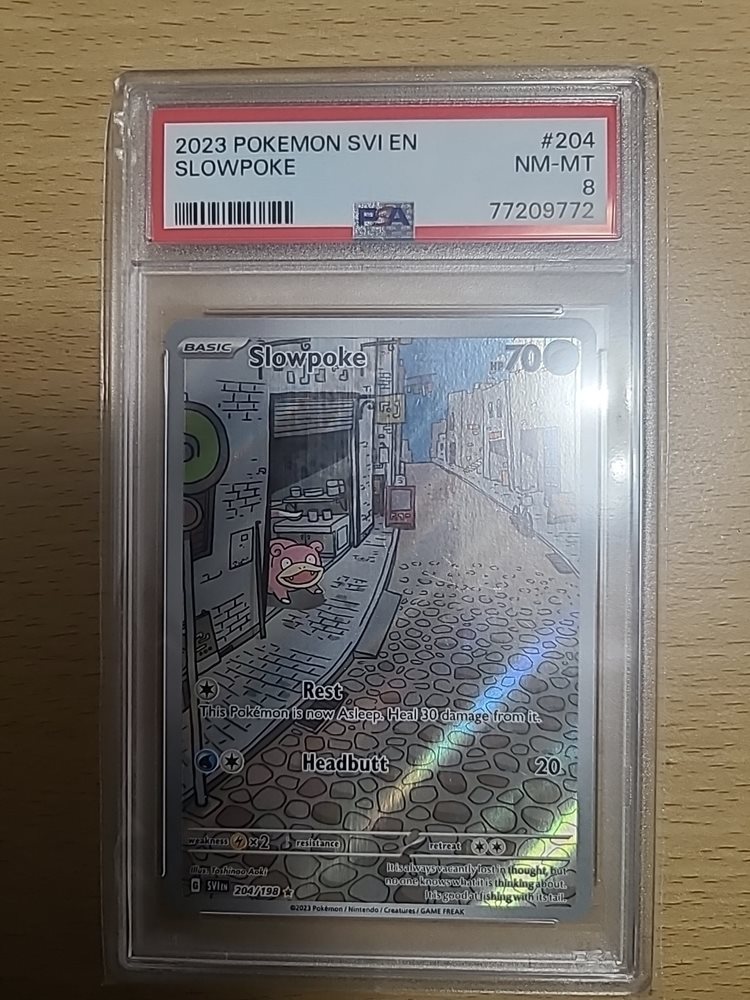 2023 POKEMON SVI EN #204
SLOWPOKE NM-MT
8
PSA 77209772
BASIC Slowpoke HP 70
Rest
This Pokémon is now Asleep. Heal 30 damage from it.
Headbutt 20
weakness ×2 resistance retreat
Illus. Toshinao Aoki
It is always vacantly lost in thought, but
no one knows what it is thinking about.
It is good at fishing with its tail.
G SVI EN 204/198
©2023 Pokémon / Nintendo / Creatures / GAME FREAK